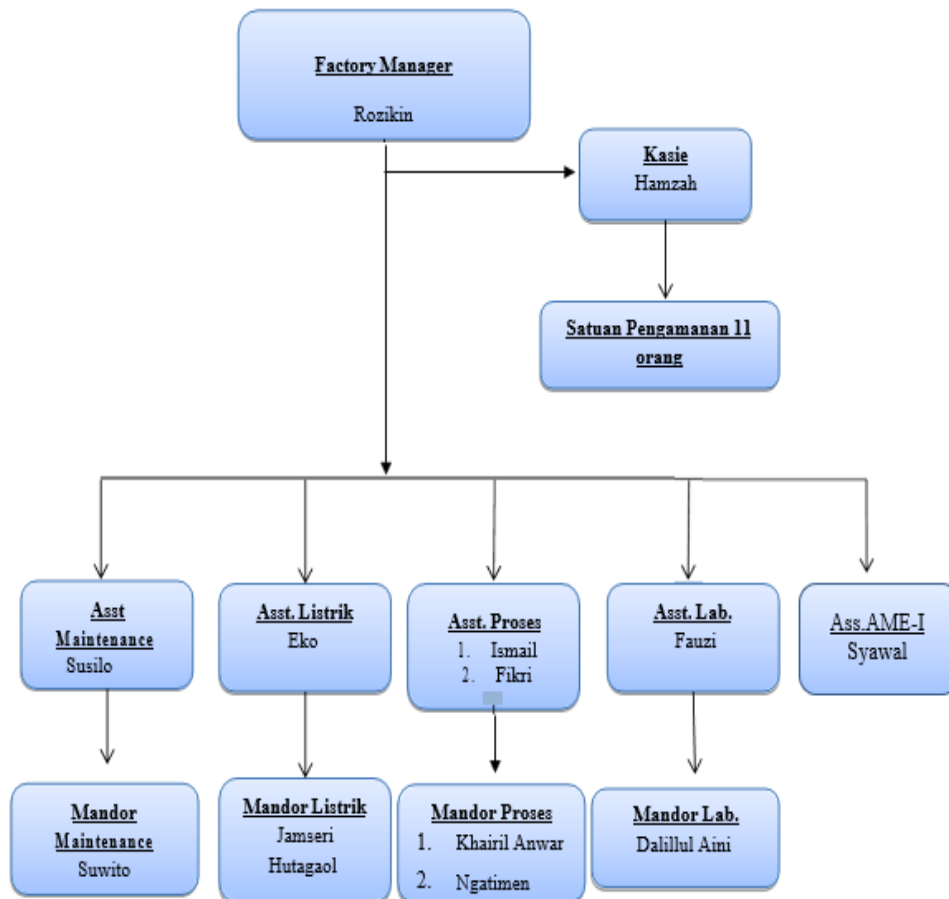 Factory Manager
Rozikin
Kasie
Hamzah
Satuan Pengamanan 11
orang
Asst
Maintenance
Susilo
Asst. Listrik
Eko
Asst. Proses
1. Ismail
2. Fikri
Asst. Lab.
Fauzi
Ass.AME-I
Syawal
Mandor
Maintenance
Suwito
Mandor Listrik
Jamseri
Hutagaol
Mandor Proses
1. Khairil Anwar
2. Ngatimen
Mandor Lab.
Dalillul Aini